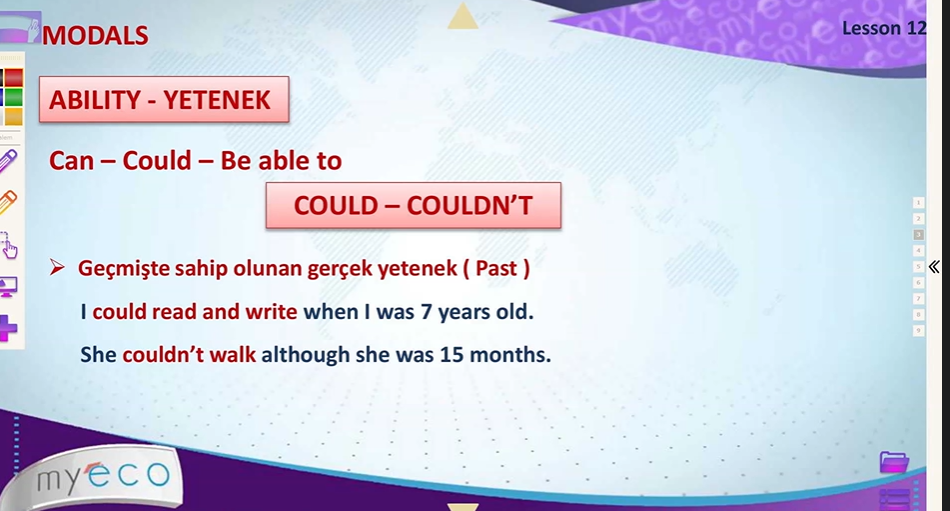 Lesson 12
MODALS
ABILITY - YETENEK
Can – Could – Be able to
COULD – COULDN’T
➢ Geçmişte sahip olunan gerçek yetenek ( Past )
I could read and write when I was 7 years old.
She couldn’t walk although she was 15 months.
1
2
3
4
5
6
7
8
9
myeco